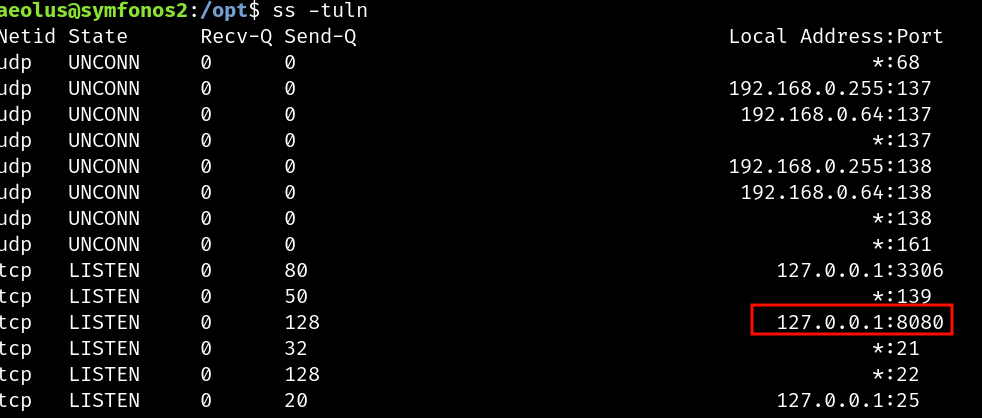 aeolus@symfonos2:/opt$ ss -tuln
Netid State Recv-Q Send-Q Local Address:Port
udp UNCONN 0 0 *:68
udp UNCONN 0 0 192.168.0.255:137
udp UNCONN 0 0 192.168.0.64:137
udp UNCONN 0 0 *:137
udp UNCONN 0 0 192.168.0.255:138
udp UNCONN 0 0 192.168.0.64:138
udp UNCONN 0 0 *:138
udp UNCONN 0 0 *:161
tcp LISTEN 0 80 127.0.0.1:3306
tcp LISTEN 0 50 *:139
tcp LISTEN 0 128 127.0.0.1:8080
tcp LISTEN 0 32 *:21
tcp LISTEN 0 128 *:22
tcp LISTEN 0 20 127.0.0.1:25